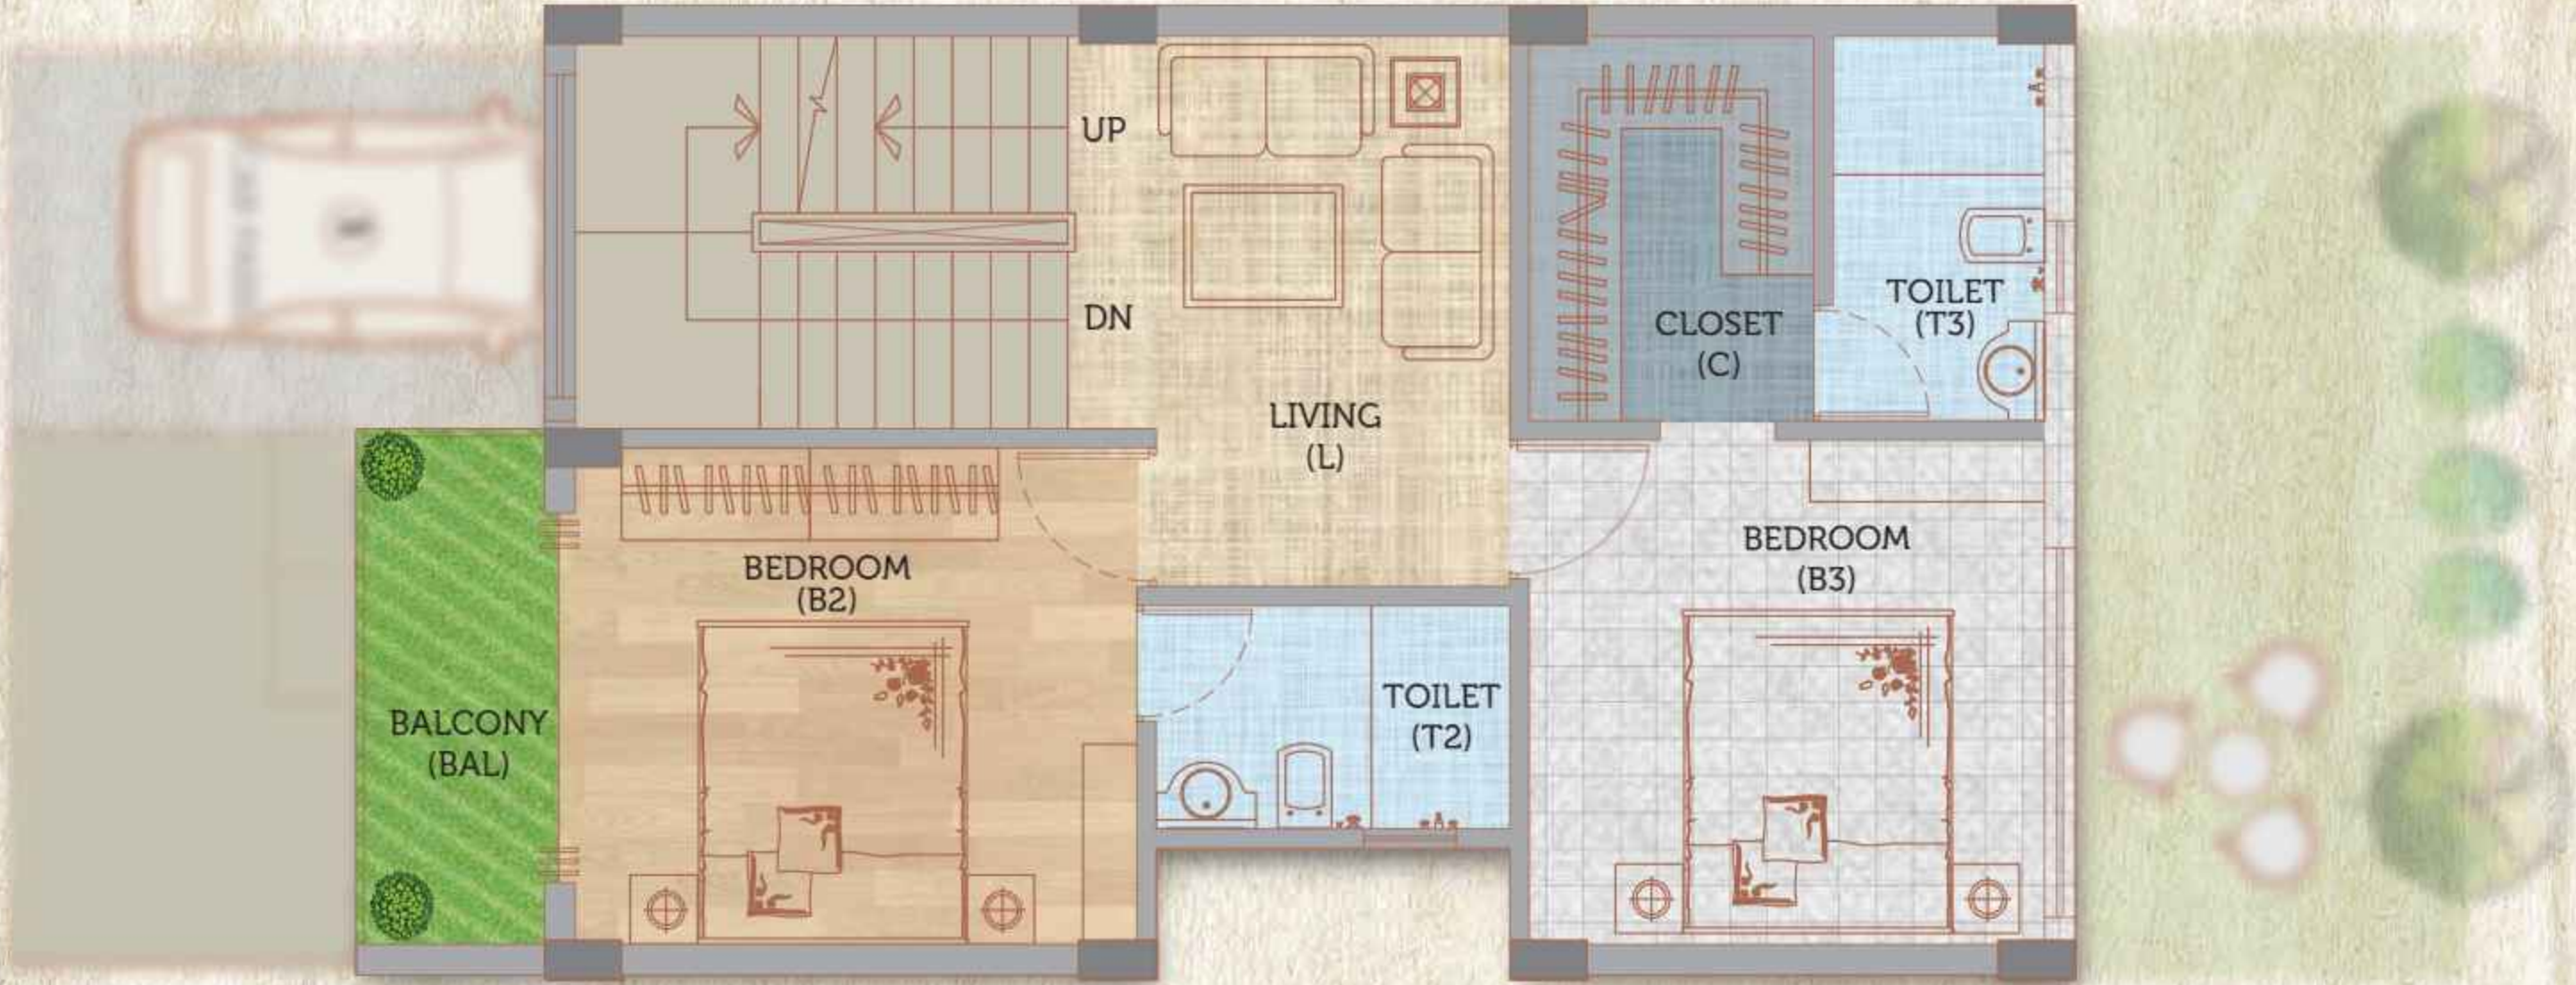 UP
DN
LIVING
(L)
CLOSET
(C)
TOILET
(T3)
BEDROOM
(B2)
BEDROOM
(B3)
BALCONY
(BAL)
TOILET
(T2)